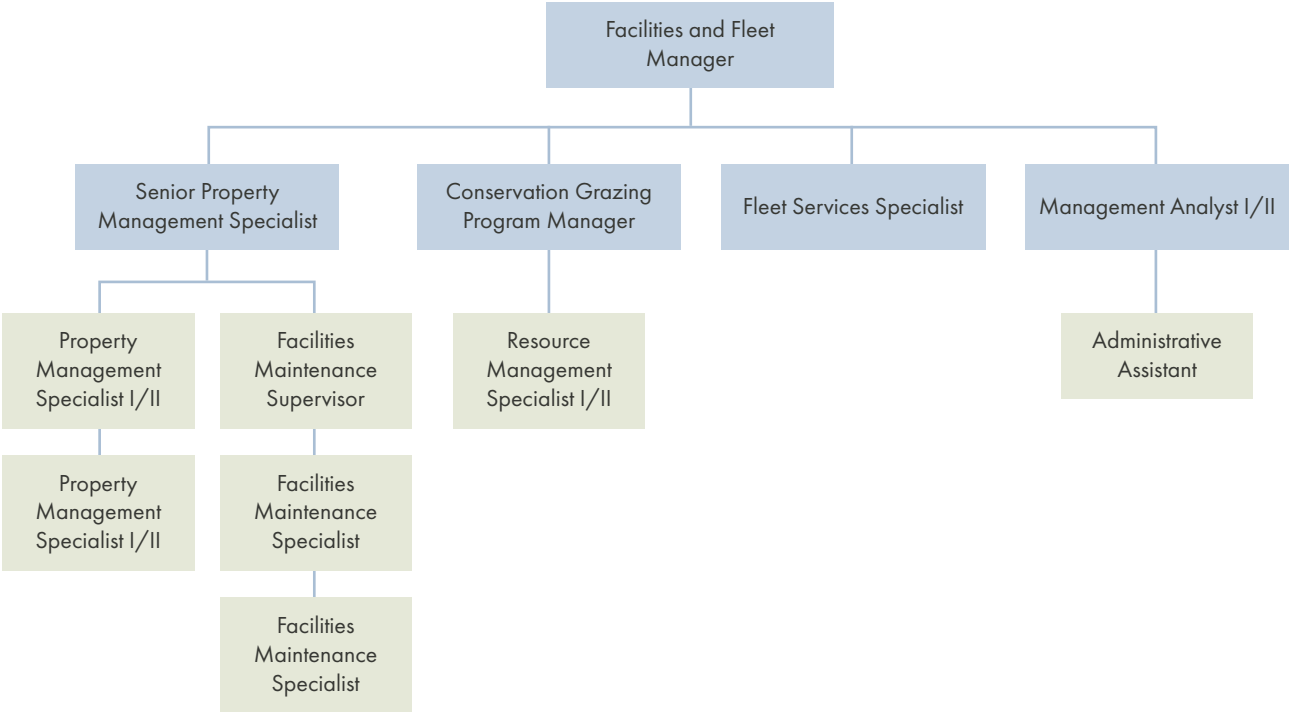 Facilities and Fleet
Manager
Senior Property
Management Specialist
Conservation Grazing
Program Manager
Fleet Services Specialist
Management Analyst I/II
Property
Management
Specialist I/II
Facilities
Maintenance
Supervisor
Resource
Management
Specialist I/II
Administrative
Assistant
Property
Management
Specialist I/II
Facilities
Maintenance
Specialist
Facilities
Maintenance
Specialist